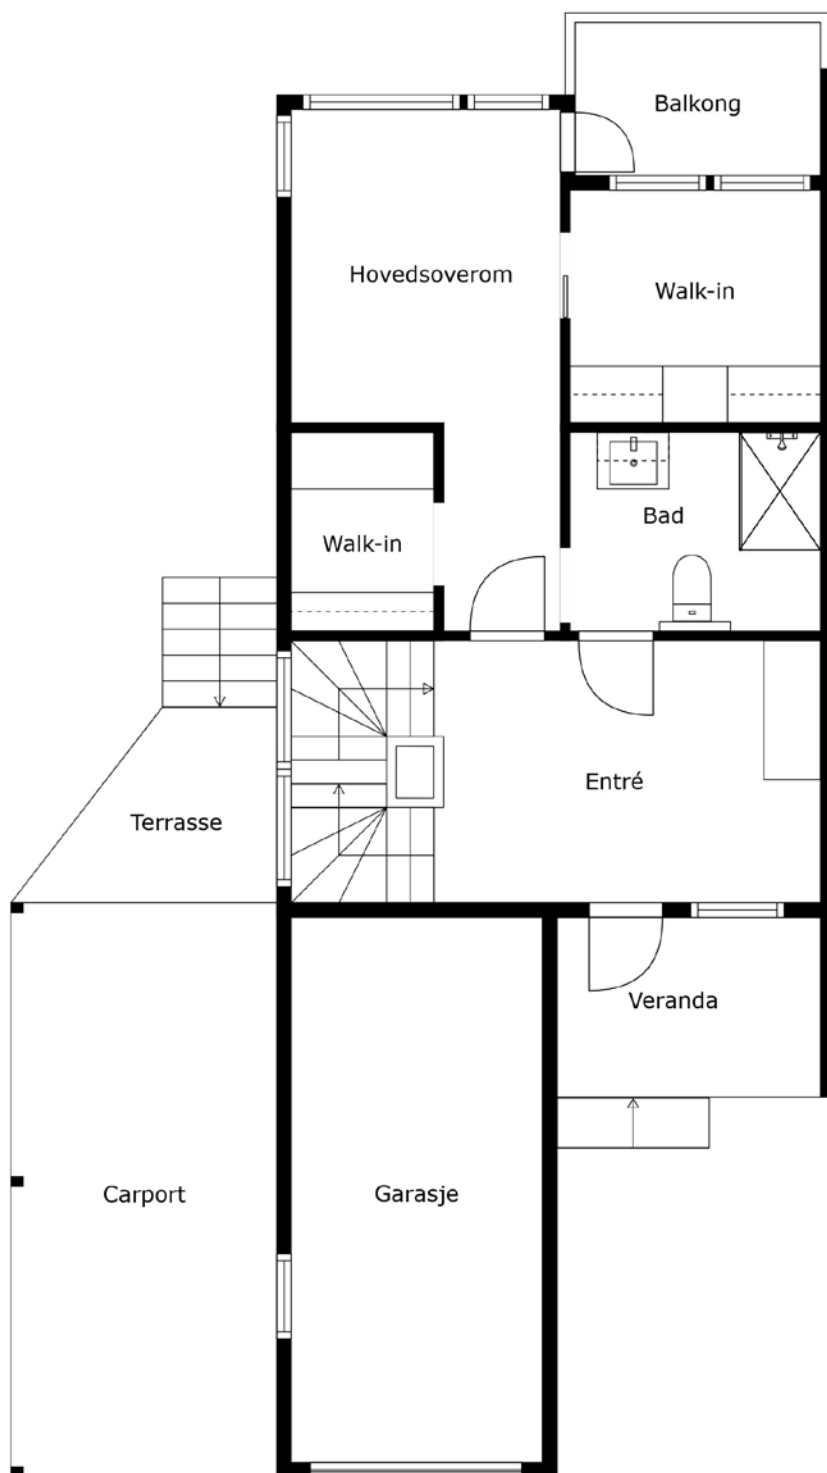 Balkong
Hovedsoverom
Walk-in
Bad
Walk-in
Entré
Terrasse
Veranda
Carport
Garasje